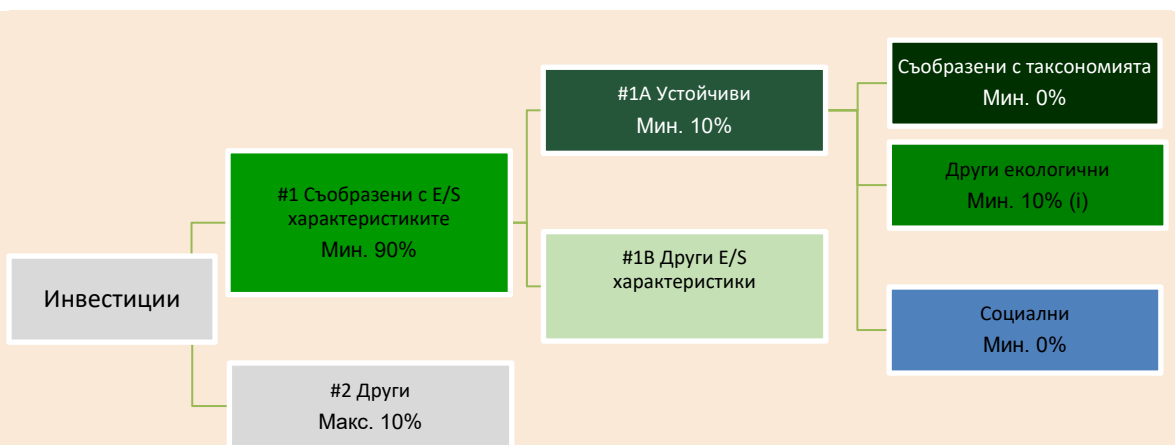 Инвестиции
#1 Съобразени с E/S
характеристиките
Мин. 90%
#2 Други
Макс. 10%
#1A Устойчиви
Мин. 10%
#1B Други E/S
характеристики
Съобразени с таксономията
Мин. 0%
Други екологични
Мин. 10% (i)
Социални
Мин. 0%